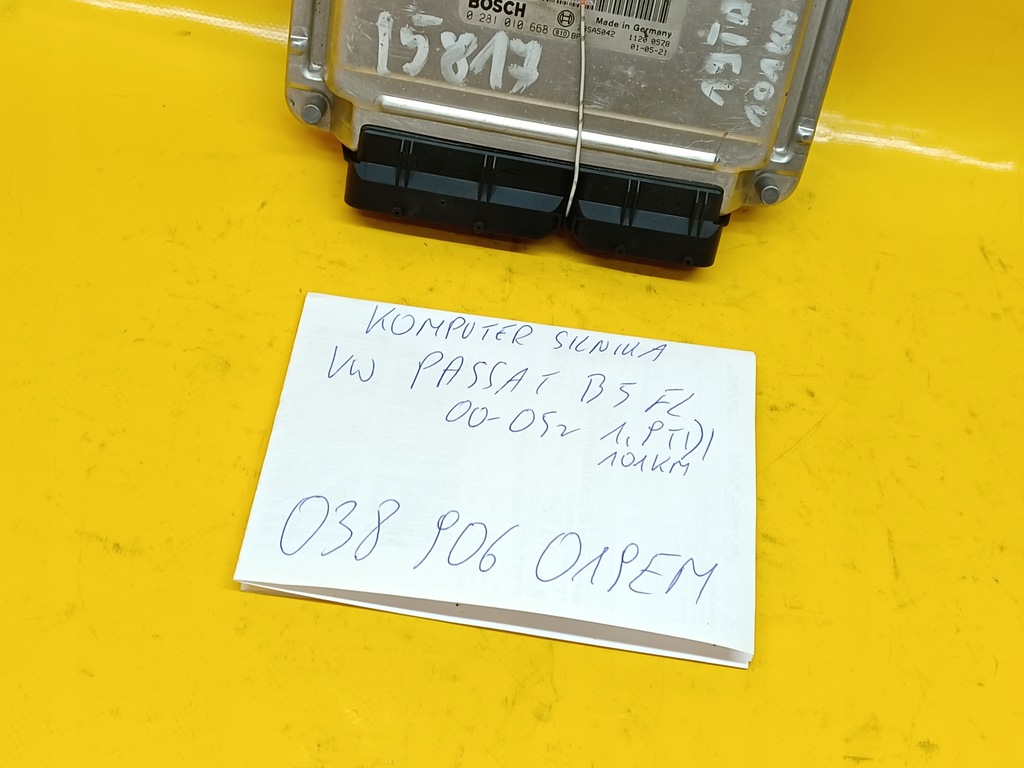 BOSCH
0 281 010 668
Made in Germany
1120 0578
01-05-21
15817
KOMPUTER SILNIKA
VW PASSAT B5 FL
00-05r 1,9TDI
101KM
038 906 019EM